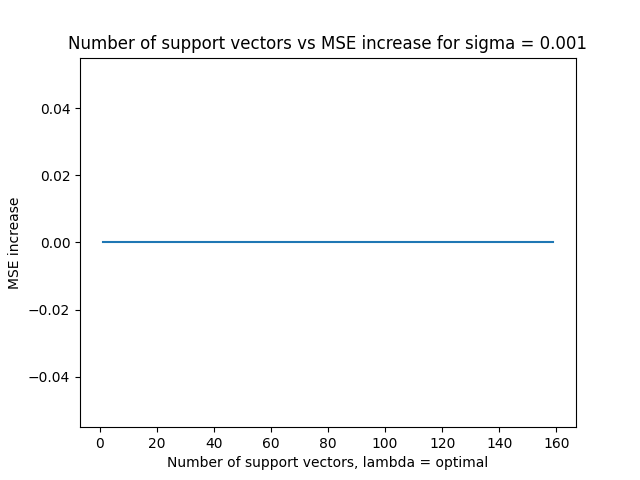 Number of support vectors vs MSE increase for sigma = 0.001
MSE increase
0.04
0.02
0.00
−0.02
−0.04
0 20 40 60 80 100 120 140 160
Number of support vectors, lambda = optimal